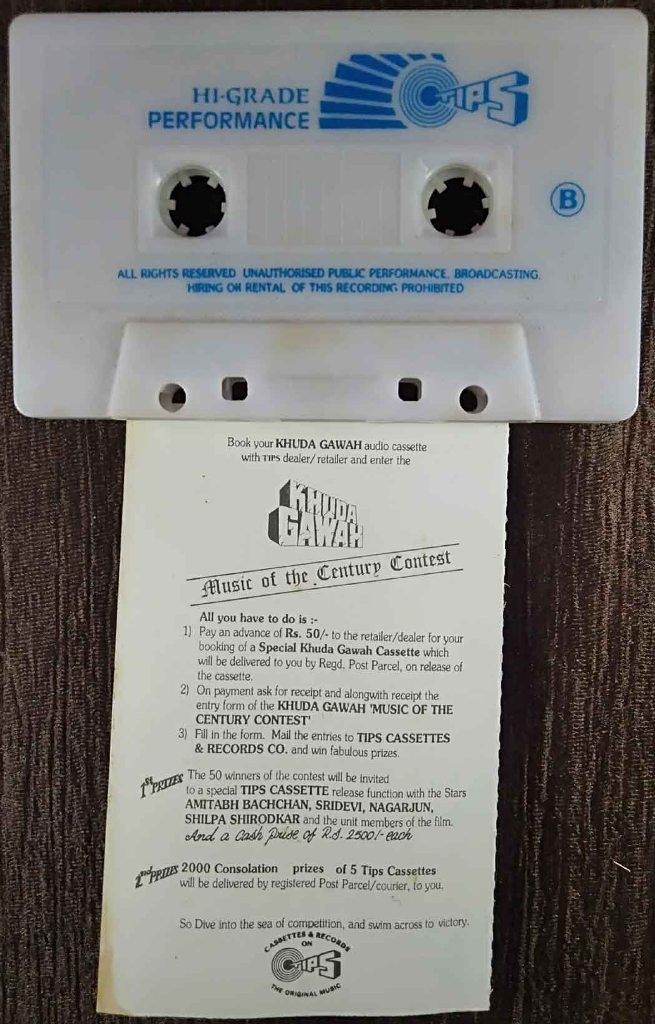 HI-GRADE
PERFORMANCE
TIPS
B
ALL RIGHTS RESERVED UNAUTHORISED PUBLIC PERFORMANCE. BROADCASTING.
HIRING OR RENTAL OF THIS RECORDING PROHIBITED
Book your KHUDA GAWAH audio cassette
with TIPS dealer/retailer and enter the
KHUDA
GAWAH
Music of the Century Contest
All you have to do is :-
1) Pay an advance of Rs. 50/- to the retailer/dealer for your
booking of a Special Khuda Gawah Cassette which
will be delivered to you by Regd. Post Parcel, on release of
the cassette.
2) On payment ask for receipt and alongwith receipt the
entry form of the KHUDA GAWAH 'MUSIC OF THE
CENTURY CONTEST'
3) Fill in the form. Mail the entries to TIPS CASSETTES
& RECORDS CO. and win fabulous prizes.
1st PRIZES The 50 winners of the contest will be invited
to a special TIPS CASSETTE release function with the Stars
AMITABH BACHCHAN, SRIDEVI, NAGARJUN,
SHILPA SHIRODKAR and the unit members of the film.
And a Cash prise of R.S. 2500/- each
2nd PRIZES 2000 Consolation prizes of 5 Tips Cassettes
will be delivered by registered Post Parcel/courier, to you.
So Dive into the sea of competition, and swim across to victory.
CASSETTES & RECORDS
ON
TIPS
THE ORIGINAL MUSIC